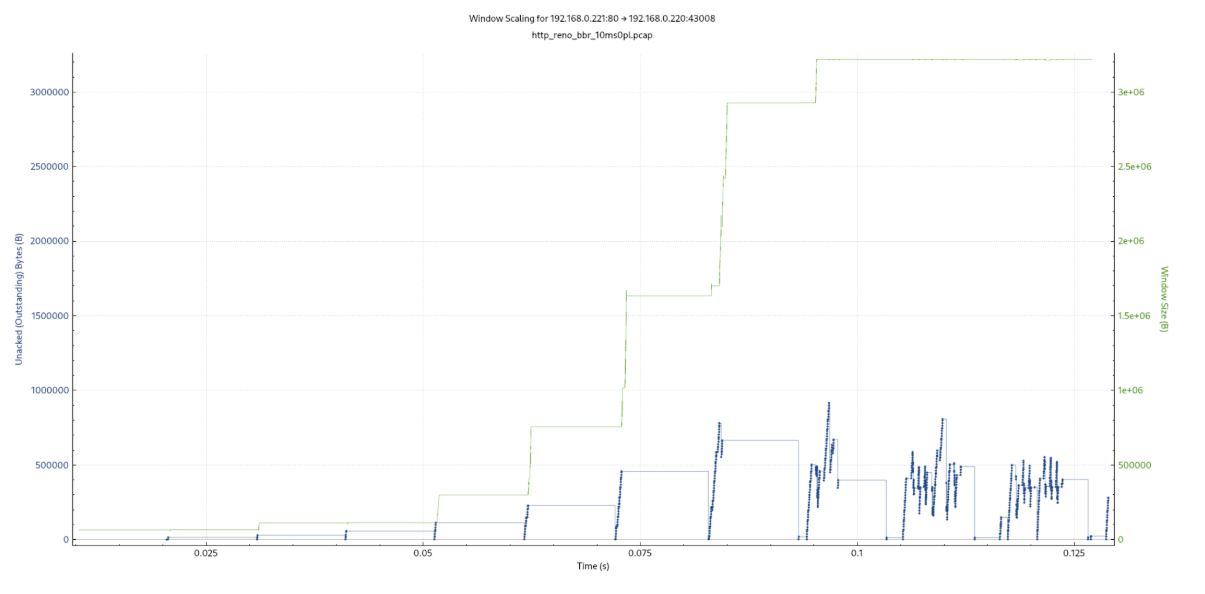 Window Scaling for 192.168.0.221:80 → 192.168.0.220:43008
http_reno_bbr_10ms0pl.pcap
Unacked (Outstanding) Bytes (B)
3000000
2500000
2000000
1500000
1000000
500000
0
3e+06
2.5e+06
2e+06
1.5e+06
1e+06
500000
0
Window Size (B)
0.025
0.05
0.075
0.1
0.125
Time (s)